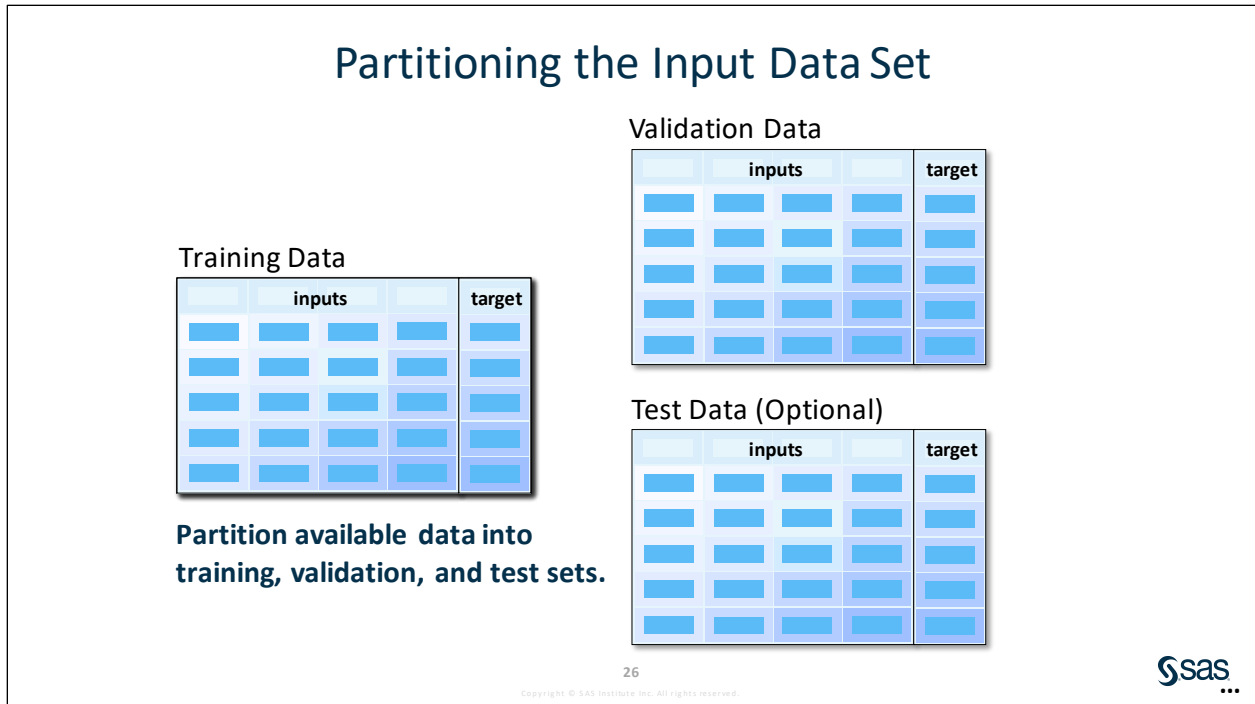 Partitioning the Input Data Set
Validation Data
inputs target
Training Data
inputs target
Test Data (Optional)
inputs target
Partition available data into
training, validation, and test sets.
26
Copyright © SAS Institute Inc. All rights reserved.
sas
...